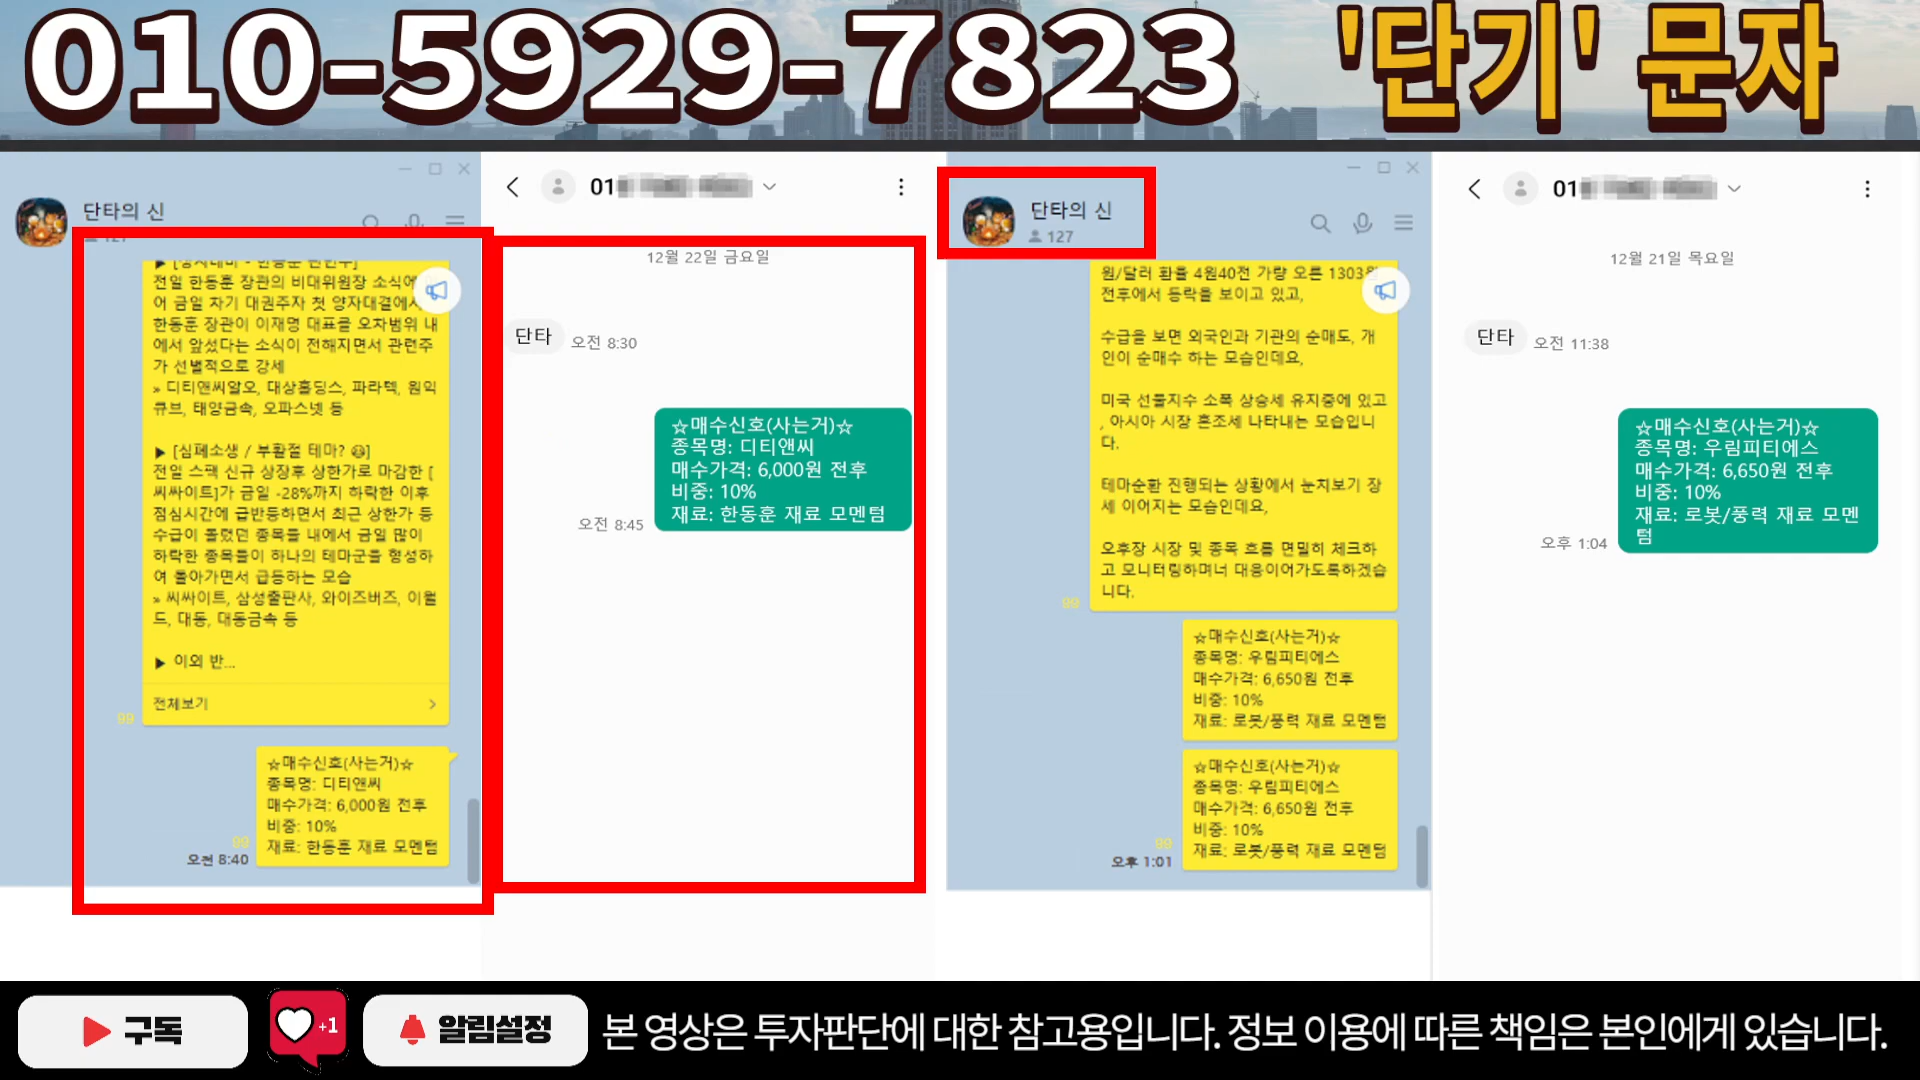 010-5929-7823 '단기' 문자
단타의 신
127
전일 한동훈 장관의 비대위원장 소식에
어 금일 차기 대권주자 첫 양자대결에서
한동훈 장관이 이재명 대표를 오차범위 내
에서 앞섰다는 소식이 전해지면서 관련주
가 선별적으로 강세
» 디티앤씨알오, 대상홀딩스, 파라텍, 원익
큐브, 태양금속, 오파스넷 등
▶ [심폐소생 / 부활절 테마? 😂]
전일 스팩 신규 상장후 상한가로 마감한 [
씨싸이트]가 금일 -28%까지 하락한 이후
점심시간에 급반등하면서 최근 상한가 등
수급이 몰렸던 종목들 내에서 금일 많이
하락한 종목들이 하나의 테마군을 형성하
여 돌아가면서 급등하는 모습
» 씨싸이트, 삼성출판사, 와이즈버즈, 이월
드, 대동, 대동금속 등
▶ 이외 반...
전체보기
99
☆매수신호(사는거)☆
종목명: 디티앤씨
매수가격: 6,000원 전후
비중: 10%
재료: 한동훈 재료 모멘텀
99
오전 8:40
01
12월 22일 금요일
단타 오전 8:30
☆매수신호(사는거)☆
종목명: 디티앤씨
매수가격: 6,000원 전후
비중: 10%
재료: 한동훈 재료 모멘텀
오전 8:45
단타의 신
127
원/달러 환율 4원40전 가량 오른 1303원
전후에서 등락을 보이고 있고,
수급을 보면 외국인과 기관의 순매도, 개
인이 순매수 하는 모습인데요,
미국 선물지수 소폭 상승세 유지중에 있고
, 아시아 시장 혼조세 나타내는 모습입니
다.
테마순환 진행되는 상황에서 눈치보기 장
세 이어지는 모습인데요,
오후장 시장 및 종목 흐름 면밀히 체크하
고 모니터링하며너 대응이어가도록하겠습
니다.
99
☆매수신호(사는거)☆
종목명: 우림피티에스
매수가격: 6,650원 전후
비중: 10%
재료: 로봇/풍력 재료 모멘텀
☆매수신호(사는거)☆
종목명: 우림피티에스
매수가격: 6,650원 전후
비중: 10%
재료: 로봇/풍력 재료 모멘텀
99
오후 1:01
01
12월 21일 목요일
단타 오전 11:38
☆매수신호(사는거)☆
종목명: 우림피티에스
매수가격: 6,650원 전후
비중: 10%
재료: 로봇/풍력 재료 모멘
텀
오후 1:04
구독 +1 알림설정 본 영상은 투자판단에 대한 참고용입니다. 정보 이용에 따른 책임은 본인에게 있습니다.